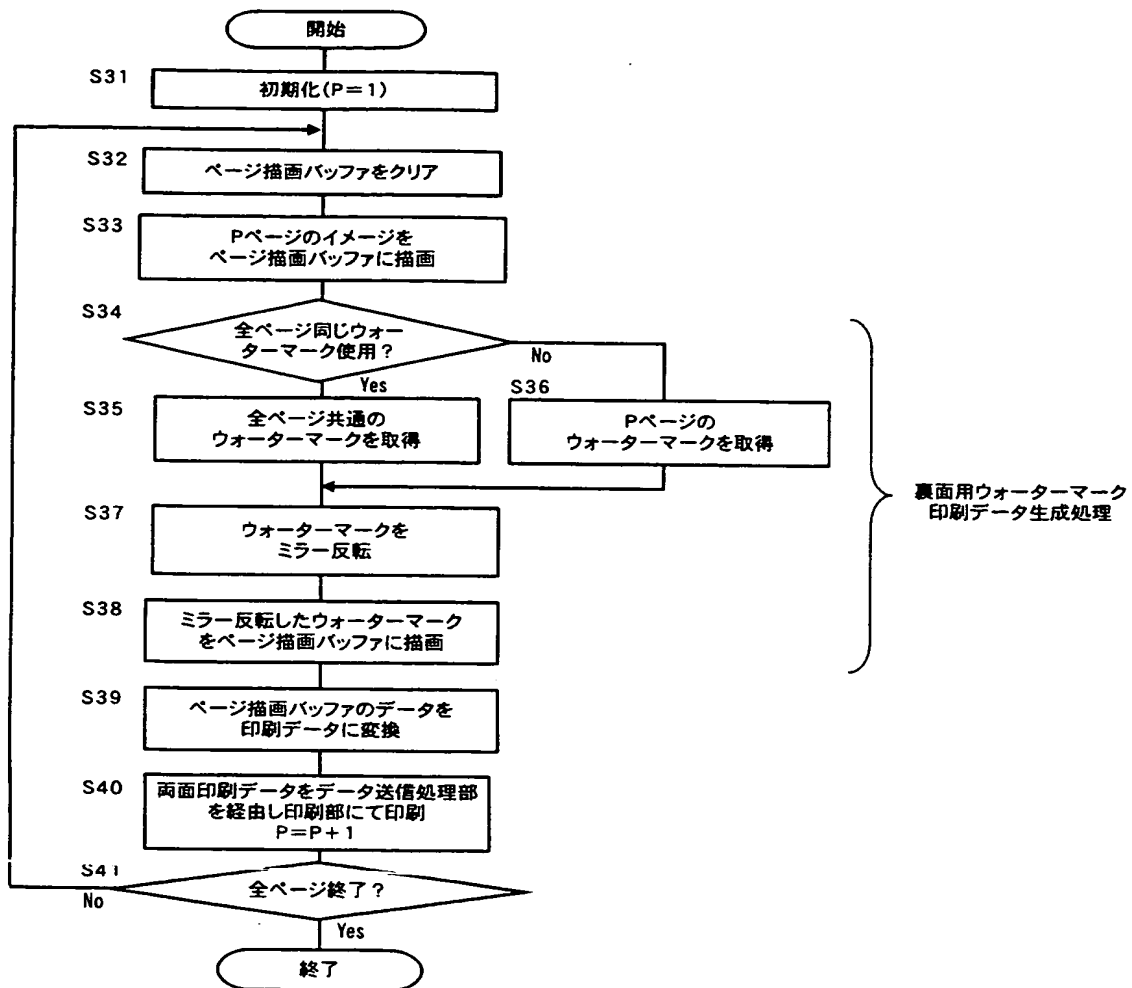 開始
S31
初期化(P=1)
S32
ページ描画バッファをクリア
S33
Pページのイメージを
ページ描画バッファに描画
S34
全ページ同じウォー
ターマーク使用?
No
Yes
S35
全ページ共通の
ウォーターマークを取得
S36
Pページの
ウォーターマークを取得
裏面用ウォーターマーク
印刷データ生成処理
S37
ウォーターマークを
ミラー反転
S38
ミラー反転したウォーターマーク
をページ描画バッファに描画
S39
ページ描画バッファのデータを
印刷データに変換
S40
両面印刷データをデータ送信処理部
を経由し印刷部にて印刷
P=P+1
S41
全ページ終了?
No
Yes
終了